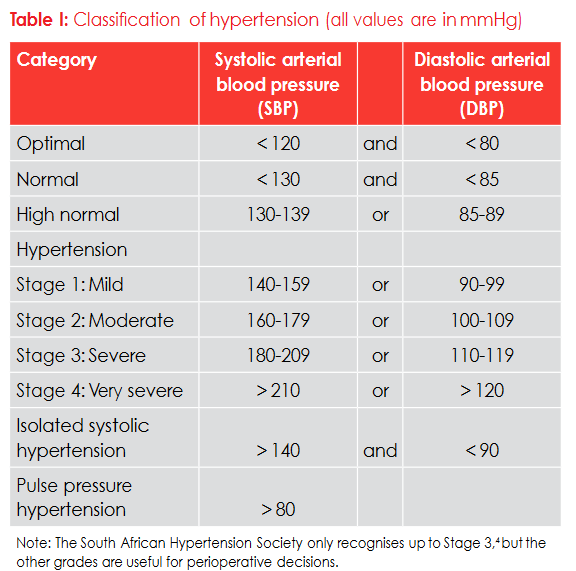 Table I: Classification of hypertension (all values are in mmHg)
Category Systolic arterial blood pressure (SBP) Diastolic arterial blood pressure (DBP)
Optimal < 120 and < 80
Normal < 130 and < 85
High normal 130-139 or 85-89
Hypertension
Stage 1: Mild 140-159 or 90-99
Stage 2: Moderate 160-179 or 100-109
Stage 3: Severe 180-209 or 110-119
Stage 4: Very severe > 210 or > 120
Isolated systolic hypertension > 140 and < 90
Pulse pressure hypertension > 80
Note: The South African Hypertension Society only recognises up to Stage 3,⁴ but the
other grades are useful for perioperative decisions.